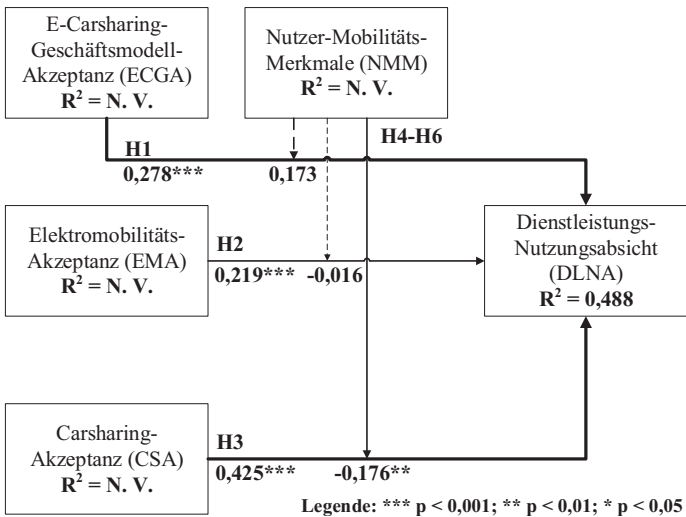 E-Carsharing-
Geschäftsmodell-
Akzeptanz (ECGA)
R² = N. V.
Nutzer-Mobilitäts-
Merkmale (NMM)
R² = N. V.
H4-H6
H1
0,278***
0,173
Elektromobilitäts-
Akzeptanz (EMA)
R² = N. V.
H2
0,219***
-0,016
Dienstleistungs-
Nutzungsabsicht
(DLNA)
R² = 0,488
Carsharing-
Akzeptanz (CSA)
R² = N. V.
H3
0,425***
-0,176**
Legende: *** p < 0,001; ** p < 0,01; * p < 0,05